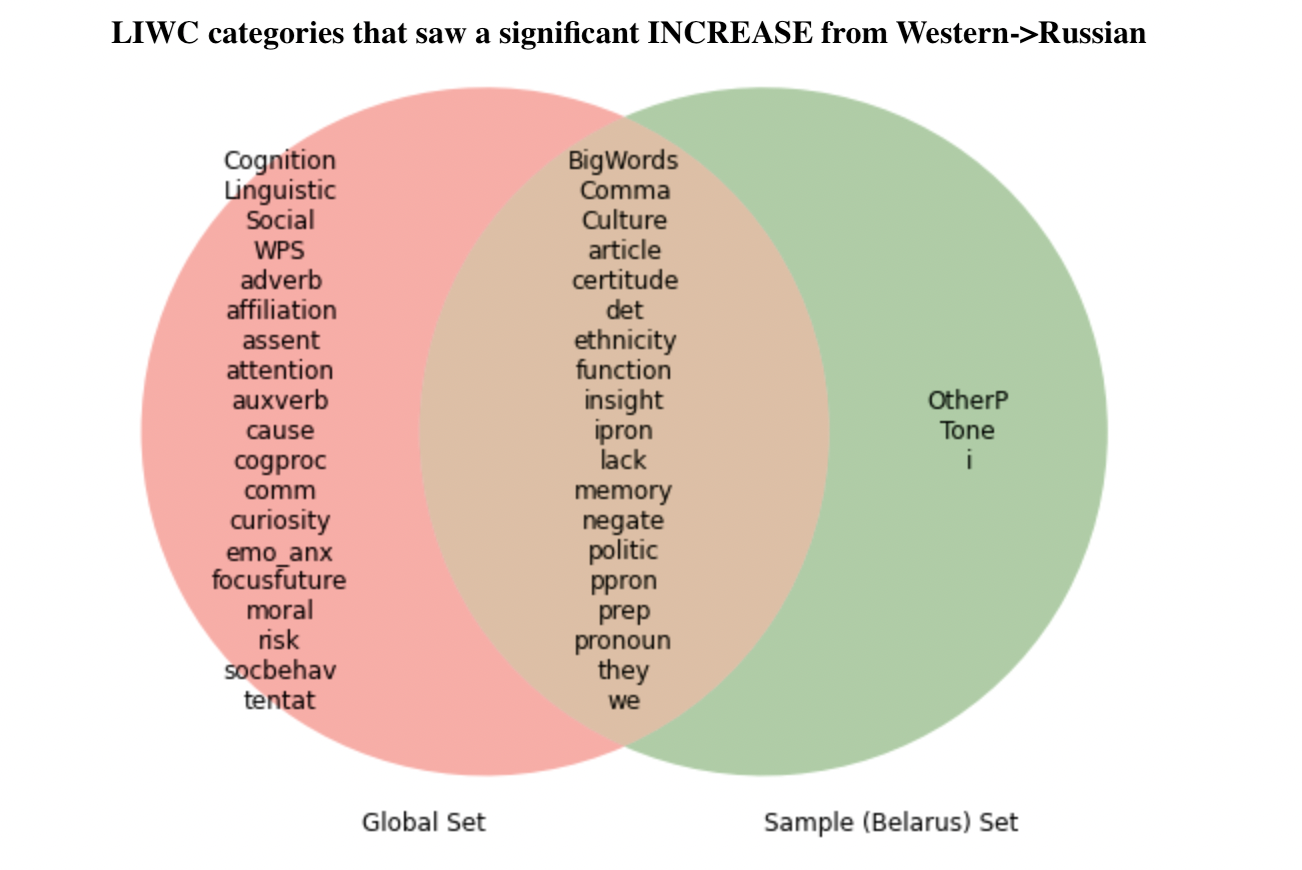 LIWC categories that saw a significant INCREASE from Western->Russian
Cognition
Linguistic
Social
WPS
adverb
affiliation
assent
attention
auxverb
cause
cogproc
comm
curiosity
emo_anx
focusfuture
moral
risk
socbehav
tentat
BigWords
Comma
Culture
article
certitude
det
ethnicity
function
insight
ipron
lack
memory
negate
politic
ppron
prep
pronoun
they
we
OtherP
Tone
i
Global Set
Sample (Belarus) Set